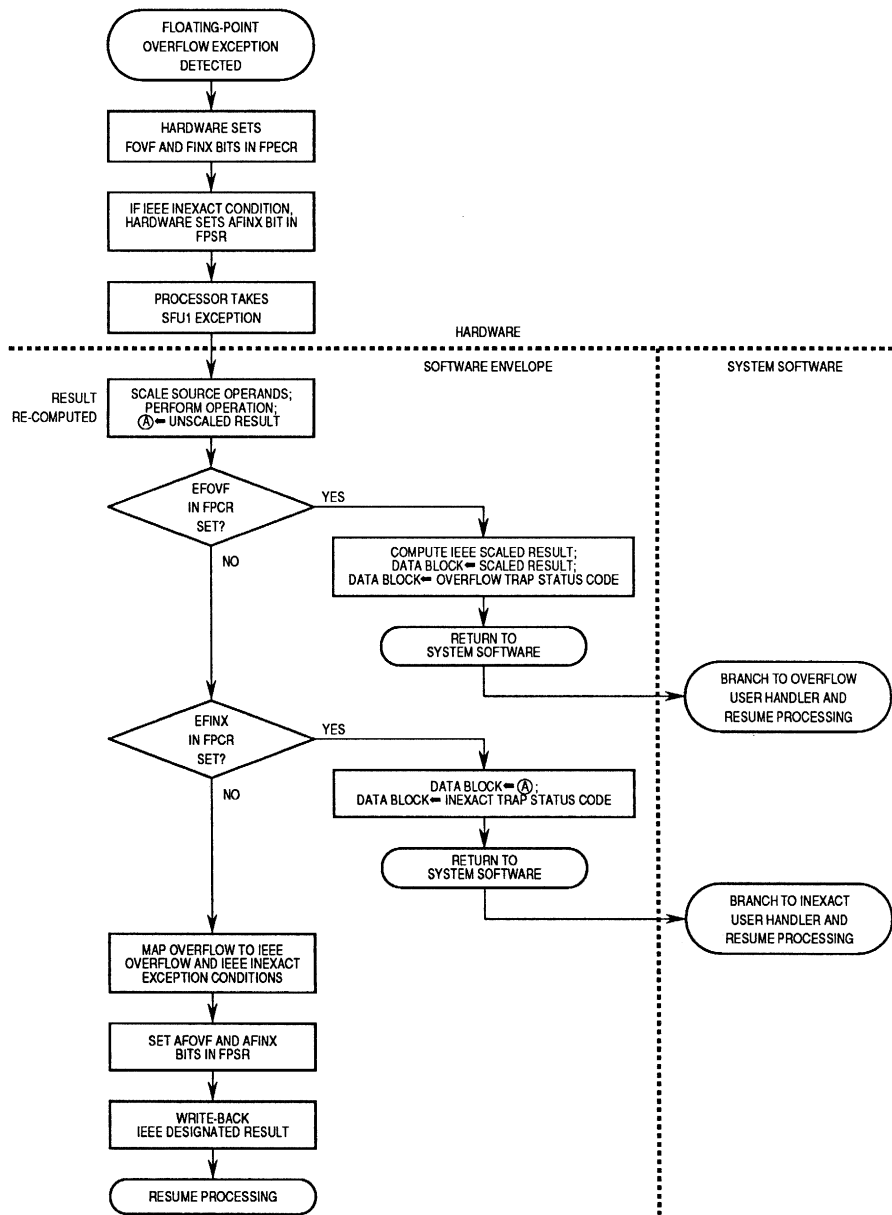 FLOATING-POINT
OVERFLOW EXCEPTION
DETECTED
HARDWARE SETS
FOVF AND FINX BITS IN FPECR
IF IEEE INEXACT CONDITION,
HARDWARE SETS AFINX BIT IN
FPSR
PROCESSOR TAKES
SFU1 EXCEPTION
HARDWARE
SOFTWARE ENVELOPE
SYSTEM SOFTWARE
RESULT
RE-COMPUTED
SCALE SOURCE OPERANDS;
PERFORM OPERATION;
Ⓐ← UNSCALED RESULT
EFOVF
IN FPCR
SET?
YES
NO
COMPUTE IEEE SCALED RESULT;
DATA BLOCK← SCALED RESULT;
DATA BLOCK← OVERFLOW TRAP STATUS CODE
RETURN TO
SYSTEM SOFTWARE
BRANCH TO OVERFLOW
USER HANDLER AND
RESUME PROCESSING
EFINX
IN FPCR
SET?
YES
NO
DATA BLOCK←Ⓐ;
DATA BLOCK← INEXACT TRAP STATUS CODE
RETURN TO
SYSTEM SOFTWARE
BRANCH TO INEXACT
USER HANDLER AND
RESUME PROCESSING
MAP OVERFLOW TO IEEE
OVERFLOW AND IEEE INEXACT
EXCEPTION CONDITIONS
SET AFOVF AND AFINX
BITS IN FPSR
WRITE-BACK
IEEE DESIGNATED RESULT
RESUME PROCESSING